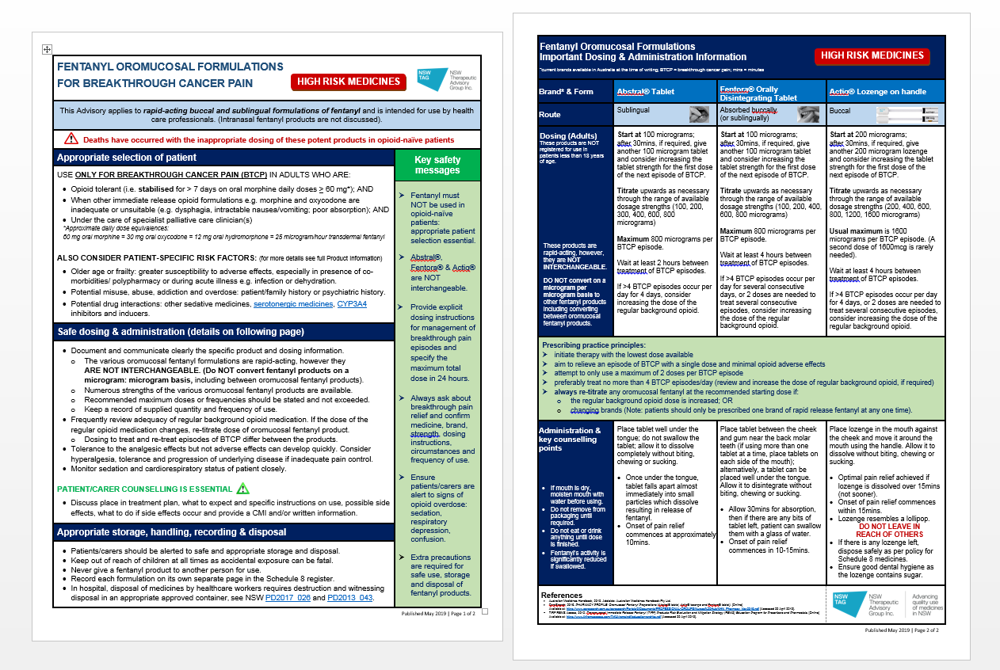 FENTANYL OROMUCOSAL FORMULATIONS
FOR BREAKTHROUGH CANCER PAIN
HIGH RISK MEDICINES
NSW
TAG
NSW
Therapeutic
Advisory
Group Inc.
This Advisory applies to rapid-acting buccal and sublingual formulations of fentanyl and is intended for use by health
care professionals. (Intranasal fentanyl products are not discussed).
Deaths have occurred with the inappropriate dosing of these potent products in opioid-naïve patients
Appropriate selection of patient
USE ONLY FOR BREAKTHROUGH CANCER PAIN (BTCP) IN ADULTS WHO ARE:
• Opioid tolerant (i.e. stabilised for > 7 days on oral morphine daily doses ≥ 60 mg*); AND
• When other immediate release opioid formulations e.g. morphine and oxycodone are
inadequate or unsuitable (e.g. dysphagia, intractable nausea/vomiting; poor absorption); AND
• Under the care of specialist palliative care clinician(s)
*Approximate daily dose equivalences:
60 mg oral morphine = 30 mg oral oxycodone = 12 mg oral hydromorphone = 25 microgram/hour transdermal fentanyl
ALSO CONSIDER PATIENT-SPECIFIC RISK FACTORS: (for more details see full Product Information)
• Older age or frailty: greater susceptibility to adverse effects, especially in presence of co-
morbidities/ polypharmacy or during acute illness e.g. infection or dehydration.
• Potential misuse, abuse, addiction and overdose: patient/family history or psychiatric history.
• Potential drug interactions: other sedative medicines, serotonergic medicines, CYP3A4
inhibitors and inducers.
Safe dosing & administration (details on following page)
• Document and communicate clearly the specific product and dosing information.
o The various oromucosal fentanyl formulations are rapid-acting, however they
ARE NOT INTERCHANGEABLE. (Do NOT convert fentanyl products on a
microgram: microgram basis, including between oromucosal fentanyl products).
o Numerous strengths of the various oromucosal fentanyl products are available.
o Recommended maximum doses or frequencies should be stated and not exceeded.
o Keep a record of supplied quantity and frequency of use.
• Frequently review adequacy of regular background opioid medication. If the dose of the
regular opioid medication changes, re-titrate dose of oromucosal fentanyl product.
o Dosing to treat and re-treat episodes of BTCP differ between the products.
• Tolerance to the analgesic effects but not adverse effects can develop quickly. Consider
hyperalgesia, tolerance and progression of underlying disease if inadequate pain control.
• Monitor sedation and cardiorespiratory status of patient closely.
PATIENT/CARER COUNSELLING IS ESSENTIAL
• Discuss place in treatment plan, what to expect and specific instructions on use, possible side
effects, what to do if side effects occur and provide a CMI and/or written information.
Appropriate storage, handling, recording & disposal
• Patients/carers should be alerted to safe and appropriate storage and disposal.
• Keep out of reach of children at all times as accidental exposure can be fatal.
• Never give a fentanyl product to another person for use.
• Record each formulation on its own separate page in the Schedule 8 register.
• In hospital, disposal of medicines by healthcare workers requires destruction and witnessing
disposal in an appropriate approved container, see NSW PD2017_026 and PD2013_043.
Key safety
messages
➢ Fentanyl must
NOT be used in
opioid-naïve
patients:
appropriate patient
selection essential.
➢ Abstral®,
Fentora® & Actiq®
are NOT
interchangeable.
➢ Provide explicit
dosing instructions
for management of
breakthrough pain
episodes and
specify the
maximum total
dose in 24 hours.
➢ Always ask about
breakthrough pain
relief and confirm
medicine, brand,
strength, dosing
instructions,
circumstances and
frequency of use.
➢ Ensure
patients/carers are
alert to signs of
opioid overdose:
sedation,
respiratory
depression,
confusion.
➢ Extra precautions
are required for
safe use, storage
and disposal of
fentanyl products.
Published May 2019 | Page 1 of 2
Fentanyl Oromucosal Formulations
Important Dosing & Administration Information
*current brands available in Australia at the time of writing; BTCP = breakthrough cancer pain; mins = minutes
HIGH RISK MEDICINES
Brand* & Form
Abstral® Tablet
Fentora® Orally
Disintegrating Tablet
Actiq® Lozenge on handle
Route
Sublingual
Absorbed buccally
(or sublingually)
Buccal
Dosing (Adults)
These products are NOT
registered for use in
patients less than 18 years
of age.
These products are
rapid-acting, however,
they are NOT
INTERCHANGEABLE.
DO NOT convert on a
microgram per
microgram basis to
other fentanyl products
including converting
between oromucosal
fentanyl products.
Start at 100 micrograms;
after 30mins, if required, give
another 100 microgram tablet
and consider increasing the
tablet strength for the first dose
of the next episode of BTCP.
Titrate upwards as necessary
through the range of available
dosage strengths (100, 200,
300, 400, 600, 800
micrograms)
Maximum 800 micrograms per
BTCP episode.
Wait at least 2 hours between
treatment of BTCP episodes.
If >4 BTCP episodes occur per
day for 4 days, consider
increasing the dose of the
regular background opioid.
Start at 100 micrograms;
after 30mins, if required, give
another 100 microgram tablet
and consider increasing the
tablet strength for the first dose
of the next episode of BTCP.
Titrate upwards as necessary
through the range of available
dosage strengths (100, 200, 400,
600, 800 micrograms)
Maximum 800 micrograms per
BTCP episode.
Wait at least 4 hours between
treatment of BTCP episodes.
If >4 BTCP episodes occur per
day for several consecutive
days, or 2 doses are needed to
treat several consecutive
episodes, consider increasing
the dose of the regular
background opioid.
Start at 200 micrograms;
after 30mins, if required, give
another 200 microgram lozenge
and consider increasing the
tablet strength for the first dose
of the next episode of BTCP.
Titrate upwards as necessary
through the range of available
dosage strengths (200, 400, 600,
800, 1200, 1600 micrograms)
Usual maximum is 1600
micrograms per BTCP episode. (A
second dose of 1600mcg is rarely
needed).
Wait at least 4 hours between
treatment of BTCP episodes.
If >4 BTCP episodes occur per day
for 4 days, or 2 doses are needed to
treat several consecutive episodes,
consider increasing the dose of the
regular background opioid.
Prescribing practice principles:
➢ initiate therapy with the lowest dose available
➢ aim to relieve an episode of BTCP with a single dose and minimal opioid adverse effects
➢ attempt to only use a maximum of 2 doses per BTCP episode
➢ preferably treat no more than 4 BTCP episodes/day (review and increase the dose of regular background opioid, if required)
➢ always re-titrate any oromucosal fentanyl at the recommended starting dose if:
o the regular background opioid dose is increased; OR
o changing brands (Note: patients should only be prescribed one brand of rapid release fentanyl at any one time).
Administration &
key counselling
points
• If mouth is dry,
moisten mouth with
water before using.
• Do not remove from
packaging until
required.
• Do not eat or drink
anything until dose
is finished.
• Fentanyl's activity is
significantly reduced
if swallowed.
Place tablet well under the
tongue; do not swallow the
tablet; allow it to dissolve
completely without biting,
chewing or sucking.
• Once under the tongue,
tablet falls apart almost
immediately into small
particles which dissolve
resulting in release of
fentanyl.
• Onset of pain relief
commences at approximately
10mins.
Place tablet between the cheek
and gum near the back molar
teeth (if using more than one
tablet at a time, place tablets on
each side of the mouth);
alternatively, a tablet can be
placed well under the tongue.
Allow it to disintegrate without
biting, chewing or sucking.
• Allow 30mins for absorption,
then if there are any bits of
tablet left, patient can swallow
them with a glass of water.
• Onset of pain relief
commences in 10-15mins.
Place lozenge in the mouth against
the cheek and move it around the
mouth using the handle. Allow it to
dissolve without biting, chewing or
sucking.
• Optimal pain relief achieved if
lozenge is dissolved over 15mins
(not sooner).
• Onset of pain relief commences
within 15mins.
• Lozenge resembles a lollipop.
DO NOT LEAVE IN
REACH OF OTHERS
• If there is any lozenge left,
dispose safely as per policy for
Schedule 8 medicines.
• Ensure good dental hygiene as
the lozenge contains sugar.
References
NSW
TAG
NSW
Therapeutic
Advisory
Group Inc.
Advancing
quality use
of medicines
in NSW
Published May 2019 | Page 2 of 2